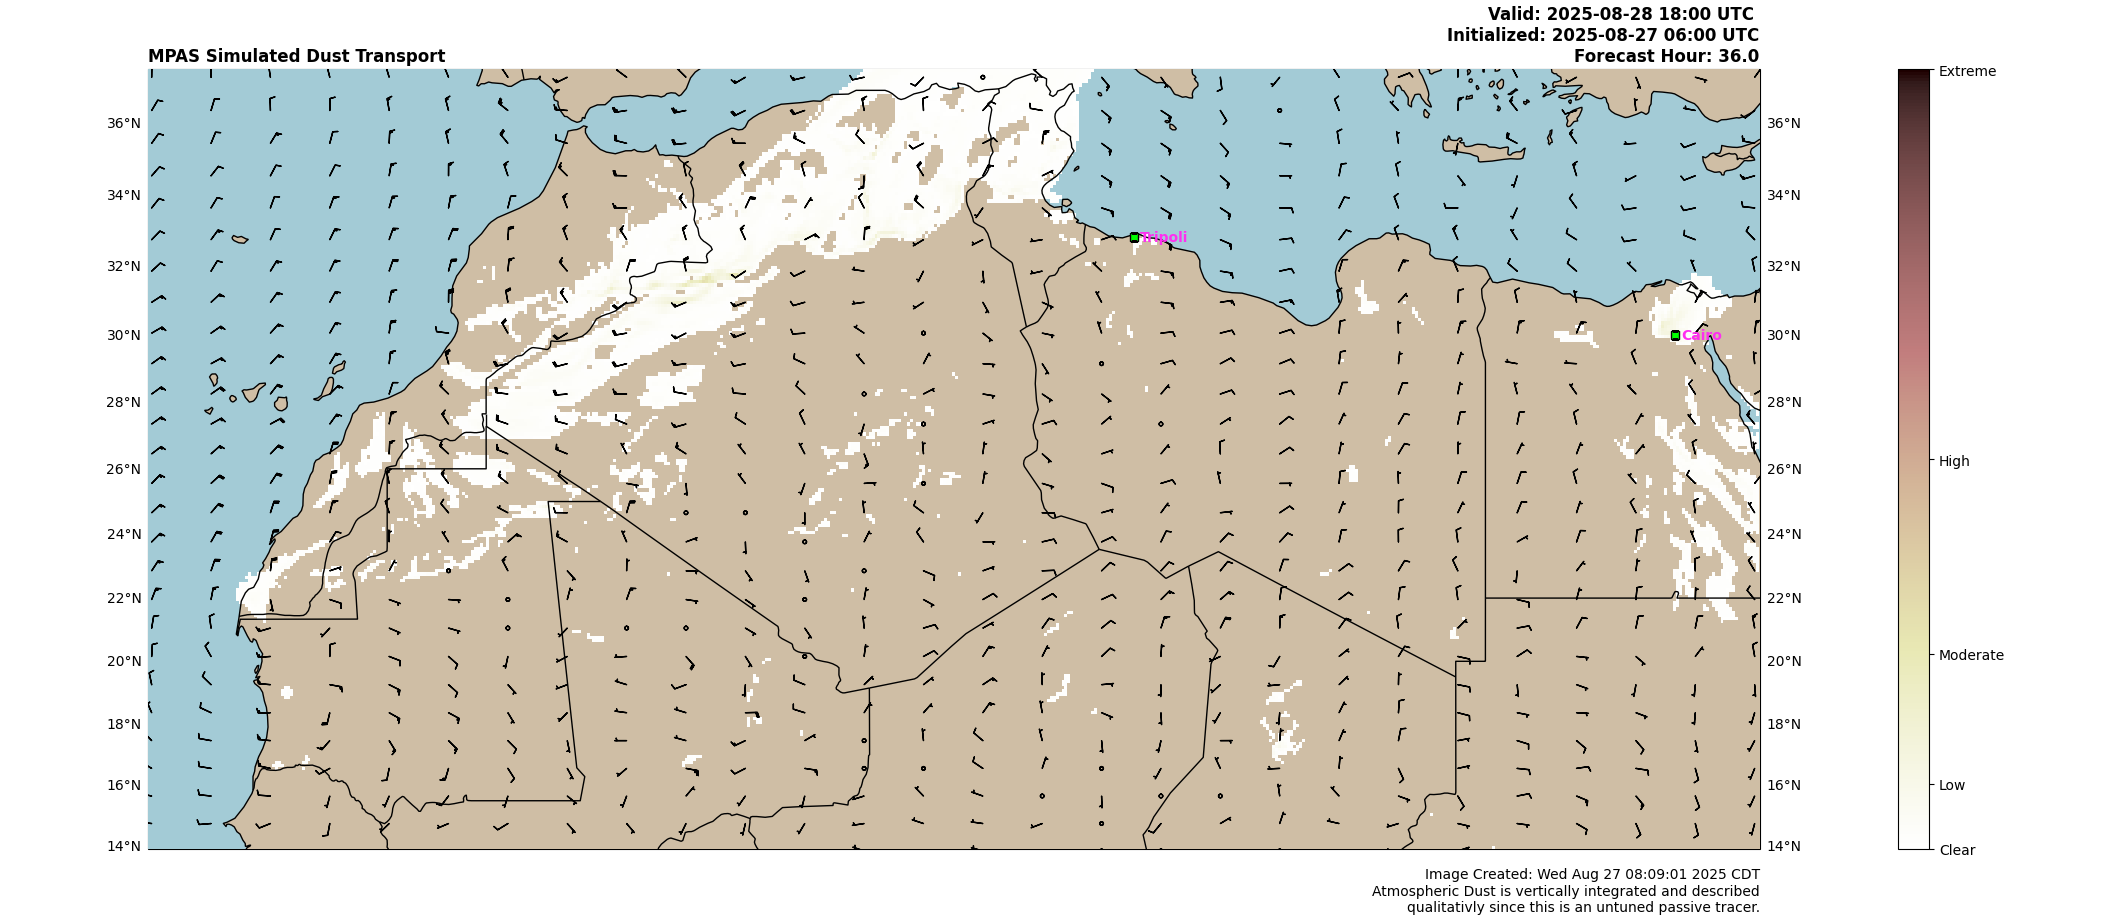 Valid: 2025-08-28 18:00 UTC
Initialized: 2025-08-27 06:00 UTC
MPAS Simulated Dust Transport
Forecast Hour: 36.0
Extreme
36°N
36°N
34°N
34°N
Tripoli
32°N
32°N
30°N
Cairo
30°N
28°N
28°N
High
26°N
26°N
24°N
24°N
22°N
22°N
Moderate
20°N
20°N
18°N
18°N
16°N
16°N
Low
14°N
14°N
Clear
Image Created: Wed Aug 27 08:09:01 2025 CDT
Atmospheric Dust is vertically integrated and described
qualitativly since this is an untuned passive tracer.